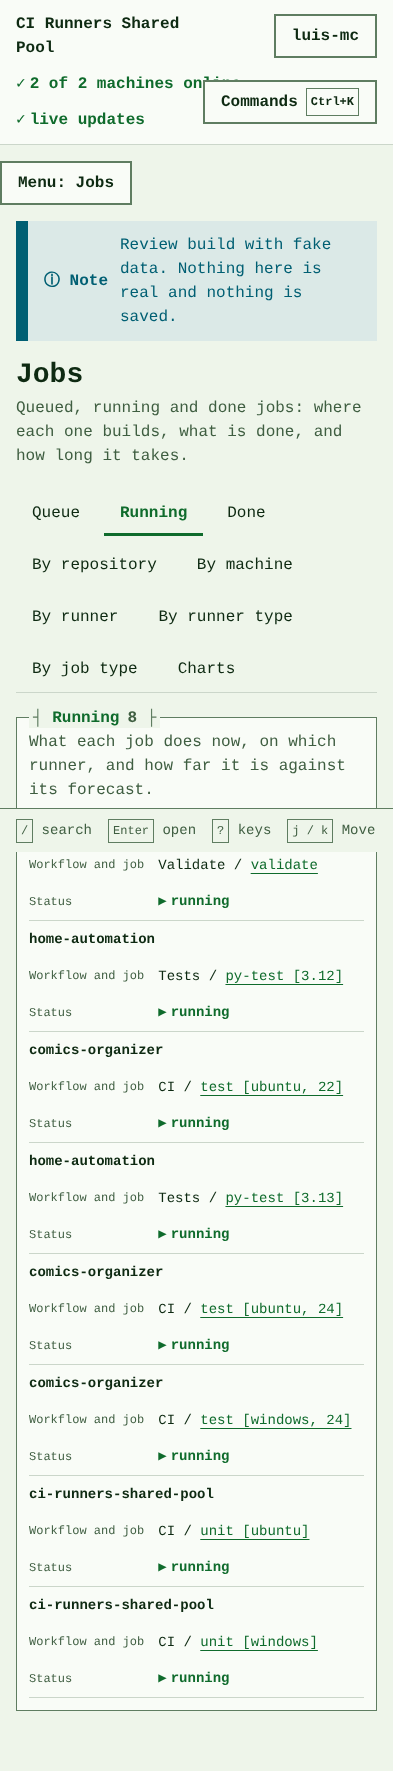 CI Runners Shared
Pool
luis-mc
✓ 2 of 2 machines
Commands Ctrl+K
✓ live updates
Menu: Jobs
ⓘ Note
Review build with fake
data. Nothing here is
real and nothing is
saved.
Jobs
Queued, running and done jobs: where
each one builds, what is done, and
how long it takes.
Queue Running Done
By repository By machine
By runner By runner type
By job type Charts
Running 8
What each job does now, on which
runner, and how far it is against
its forecast.
/ search Enter open ? keys j / k Move
Workflow and job Validate / validate
Status ▶ running
home-automation
Workflow and job Tests / py-test [3.12]
Status ▶ running
comics-organizer
Workflow and job CI / test [ubuntu, 22]
Status ▶ running
home-automation
Workflow and job Tests / py-test [3.13]
Status ▶ running
comics-organizer
Workflow and job CI / test [ubuntu, 24]
Status ▶ running
comics-organizer
Workflow and job CI / test [windows, 24]
Status ▶ running
ci-runners-shared-pool
Workflow and job CI / unit [ubuntu]
Status ▶ running
ci-runners-shared-pool
Workflow and job CI / unit [windows]
Status ▶ running